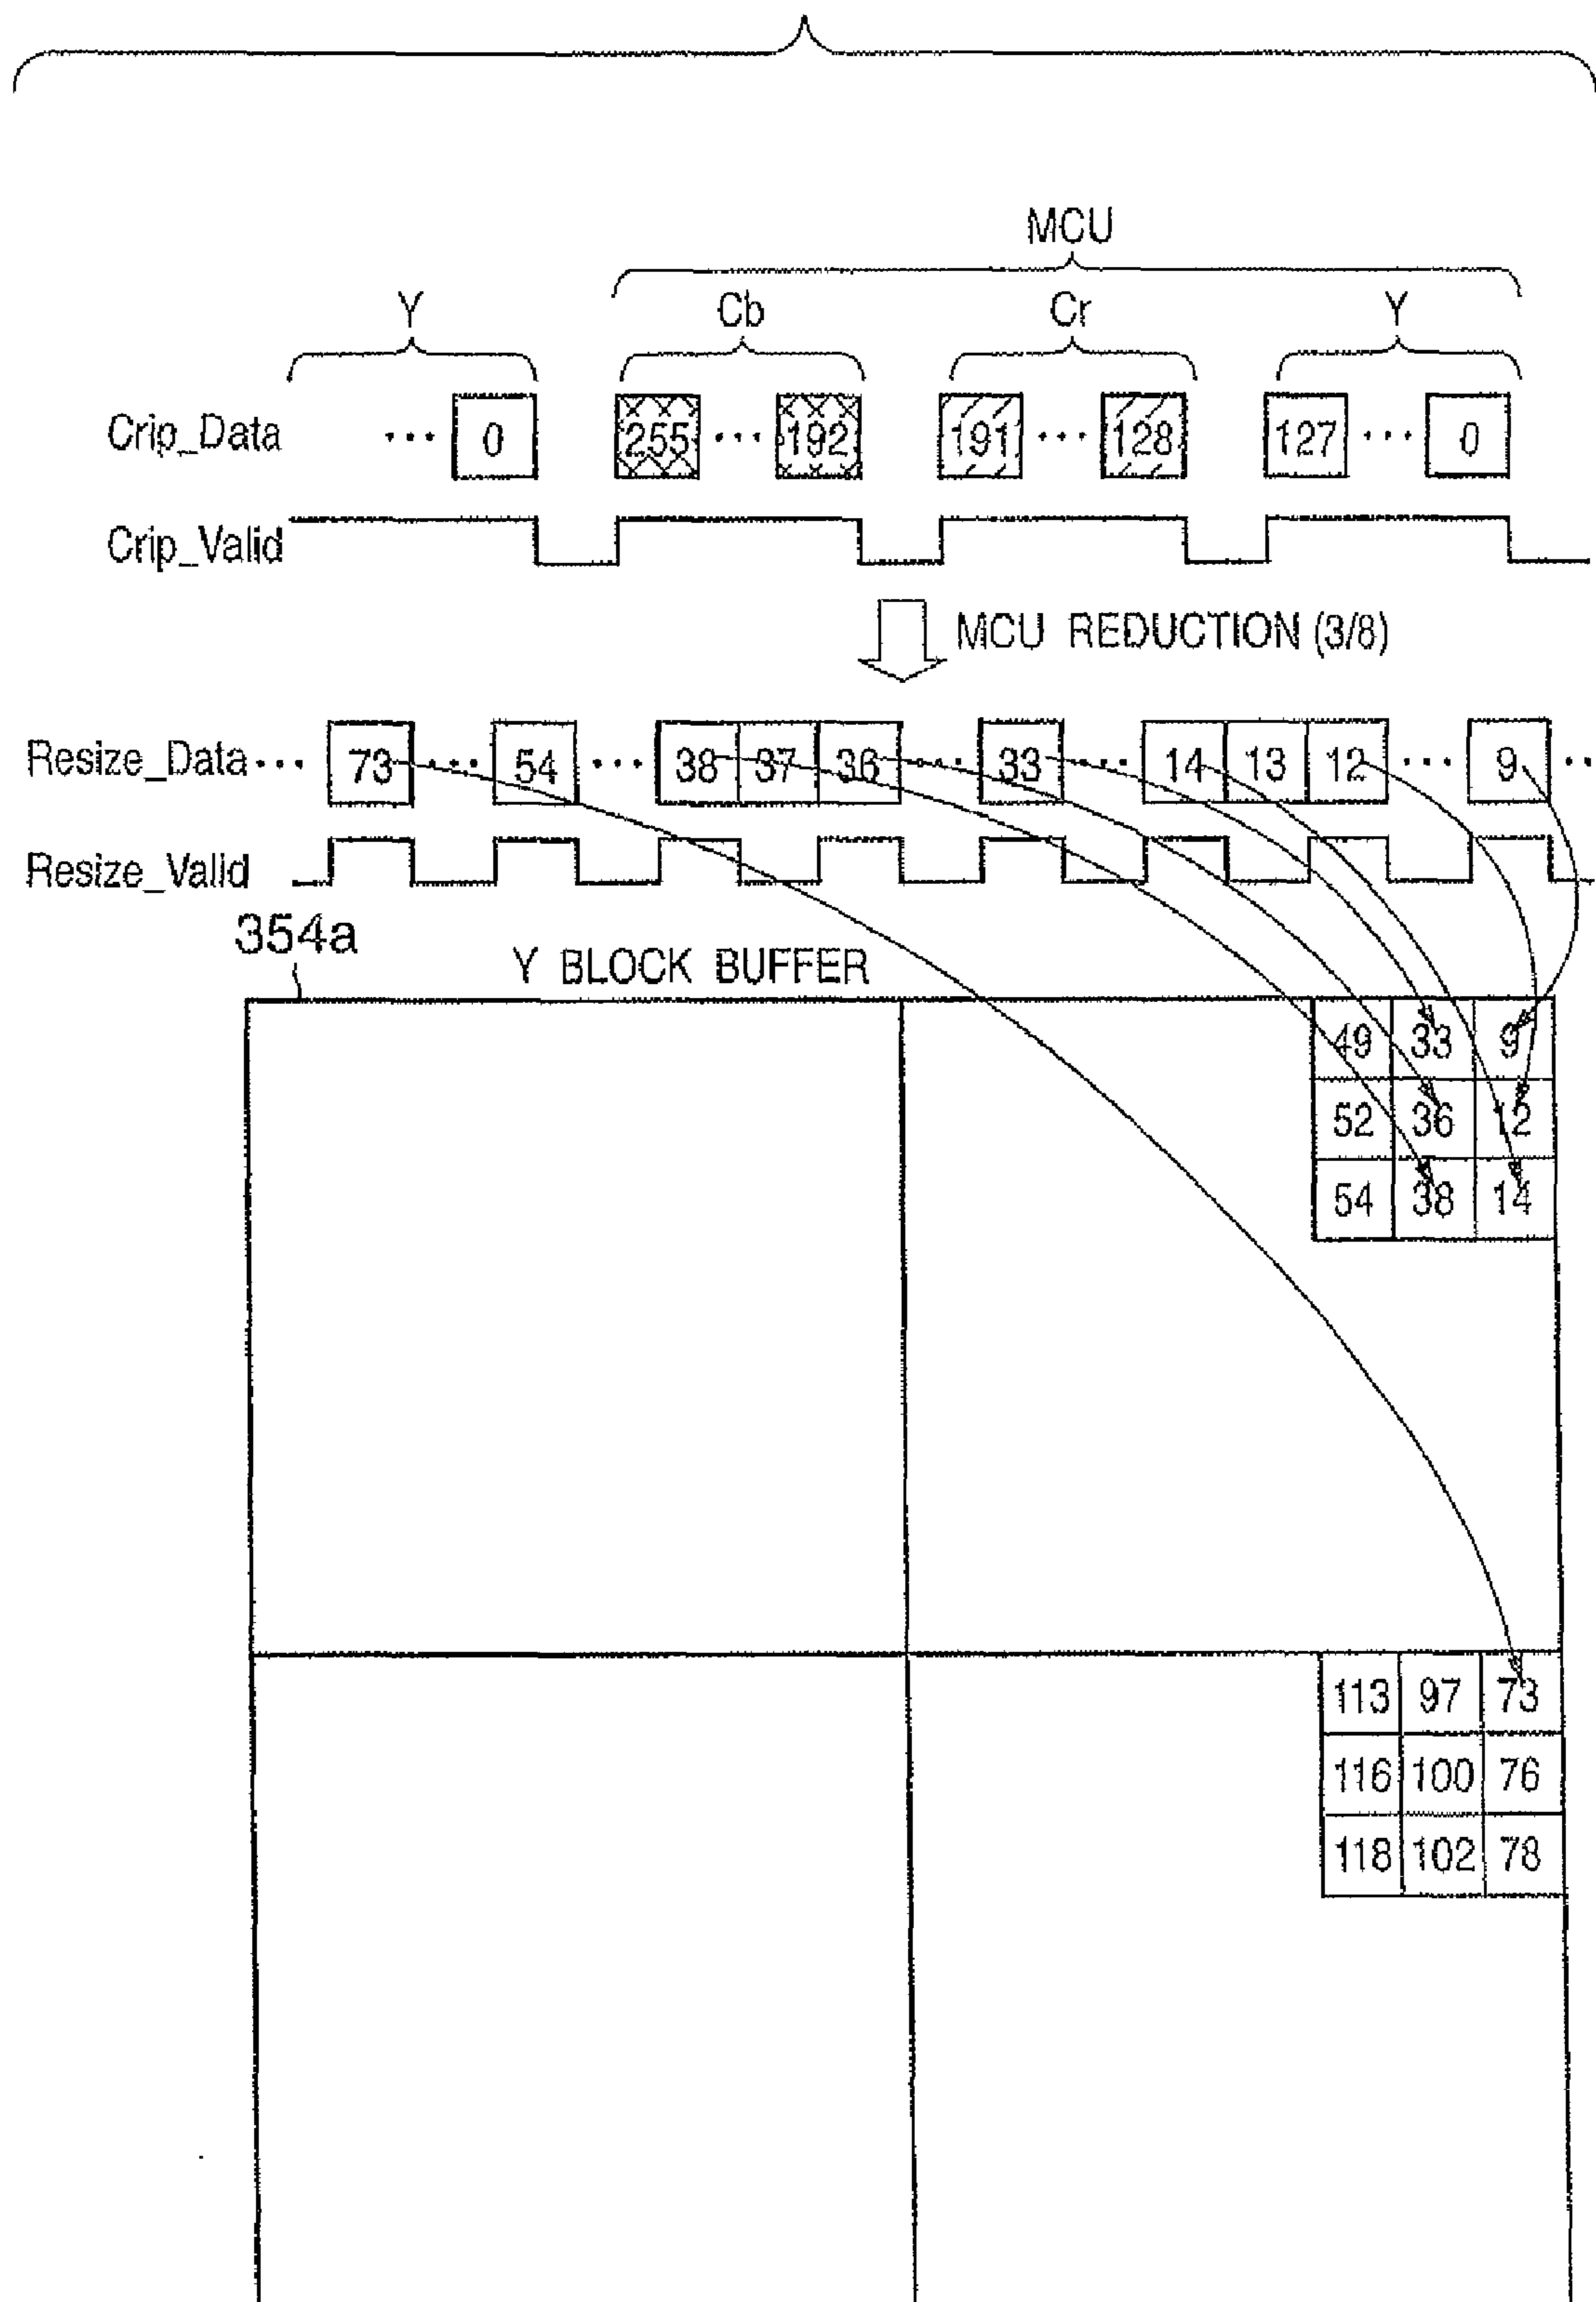 MCU
Y Cb Cr Y
Crip_Data ··· 0 255 ··· 192 191 ··· 128 127 ··· 0
Crip_Valid
MCU REDUCTION (3/8)
Resize_Data ··· 73 ··· 54 ··· 38 37 36 ··· 33 ··· 14 13 12 ··· 9 ··
Resize_Valid
354a
Y BLOCK BUFFER
49 33 9
52 36 12
54 38 14
113 97 73
116 100 76
118 102 78